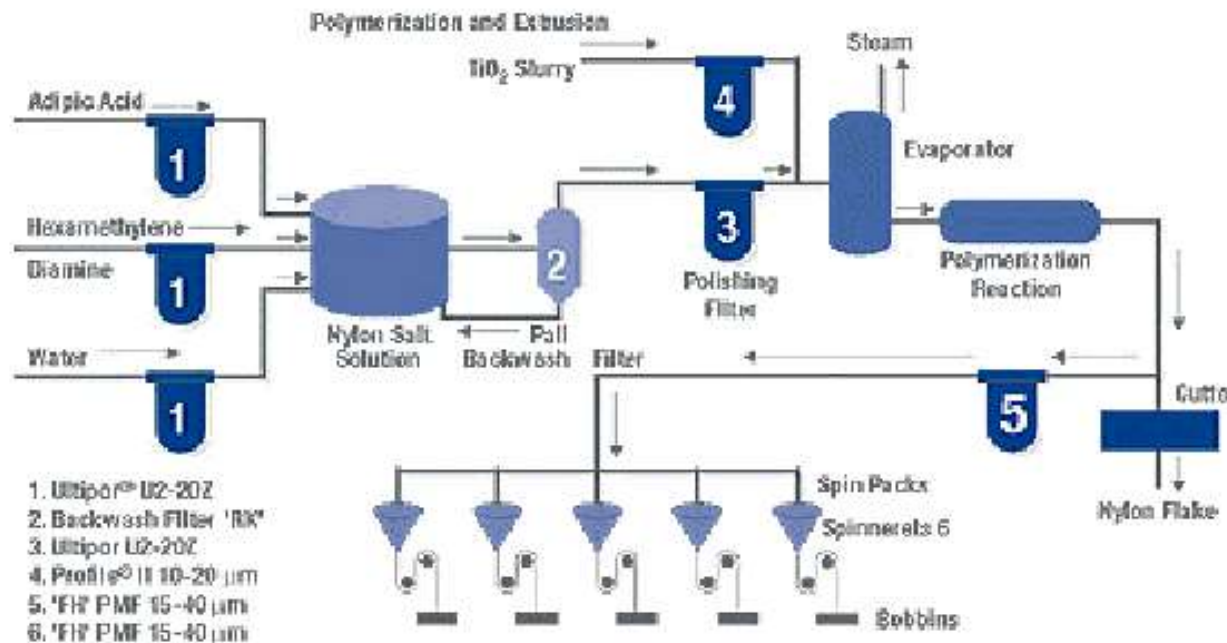 Polymerization and Extrusion
Steam
TiO₂ Slurry
Adipic Acid
4
1
Evaporator
Hexamethylene
Diamine
1
2
3
Polishing
Filter
Polymerization
Reaction
Nylon Salt
Solution
Pall
Backwash Filter
Water
1
5
Cutte
Nylon Flake
Spin Packs
Spinnerets 6
Bobbins
1. Ultipor® U2-20Z
2. Backwash Filter "RK"
3. Ultipor U2-20Z
4. Profile® II 10-20 μm
5. "FH" PMF 15-40 μm
6. "FH" PMF 15-40 μm